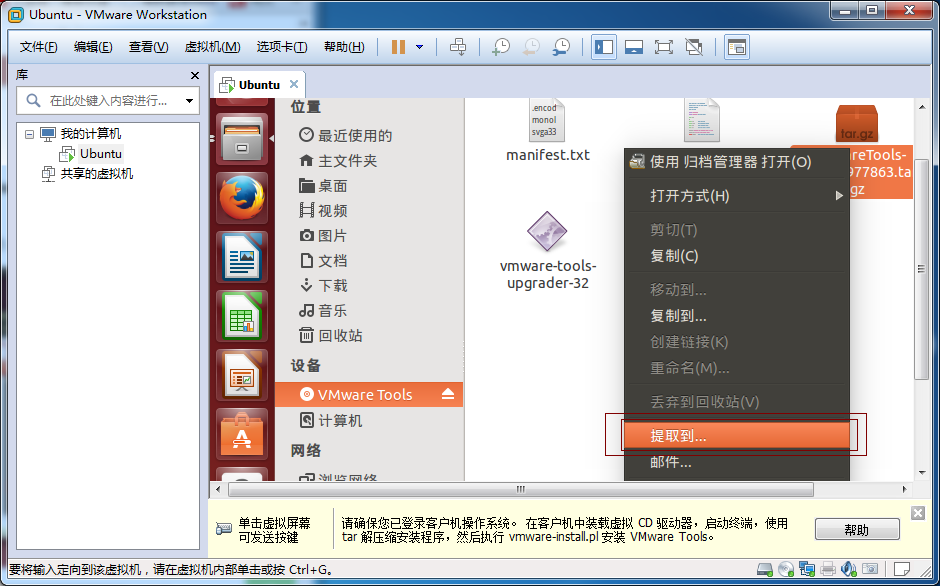 Ubuntu - VMware Workstation
文件(F) 编辑(E) 查看(V) 虚拟机(M) 选项卡(T) 帮助(H)
库
在此处键入内容进行...
我的计算机
Ubuntu
共享的虚拟机
Ubuntu
位置
最近使用的
主文件夹
桌面
视频
图片
文档
下载
音乐
回收站
设备
VMware Tools
计算机
网络
浏览网络
.encod
monol
svga33
manifest.txt
vmware-tools-
upgrader-32
tar.gz
reTools-
977863.ta
gz
使用 归档管理器 打开(O)
打开方式(H)
剪切(T)
复制(C)
移动到...
复制到...
创建链接(K)
重命名(M)...
丢弃到回收站(V)
提取到...
邮件...
单击虚拟屏幕
可发送按键
请确保您已登录客户机操作系统。在客户机中装载虚拟 CD 驱动器，启动终端，使用
tar 解压缩安装程序，然后执行 vmware-install.pl 安装 VMware Tools。
帮助
要将输入定向到该虚拟机，请在虚拟机内部单击或按 Ctrl+G。